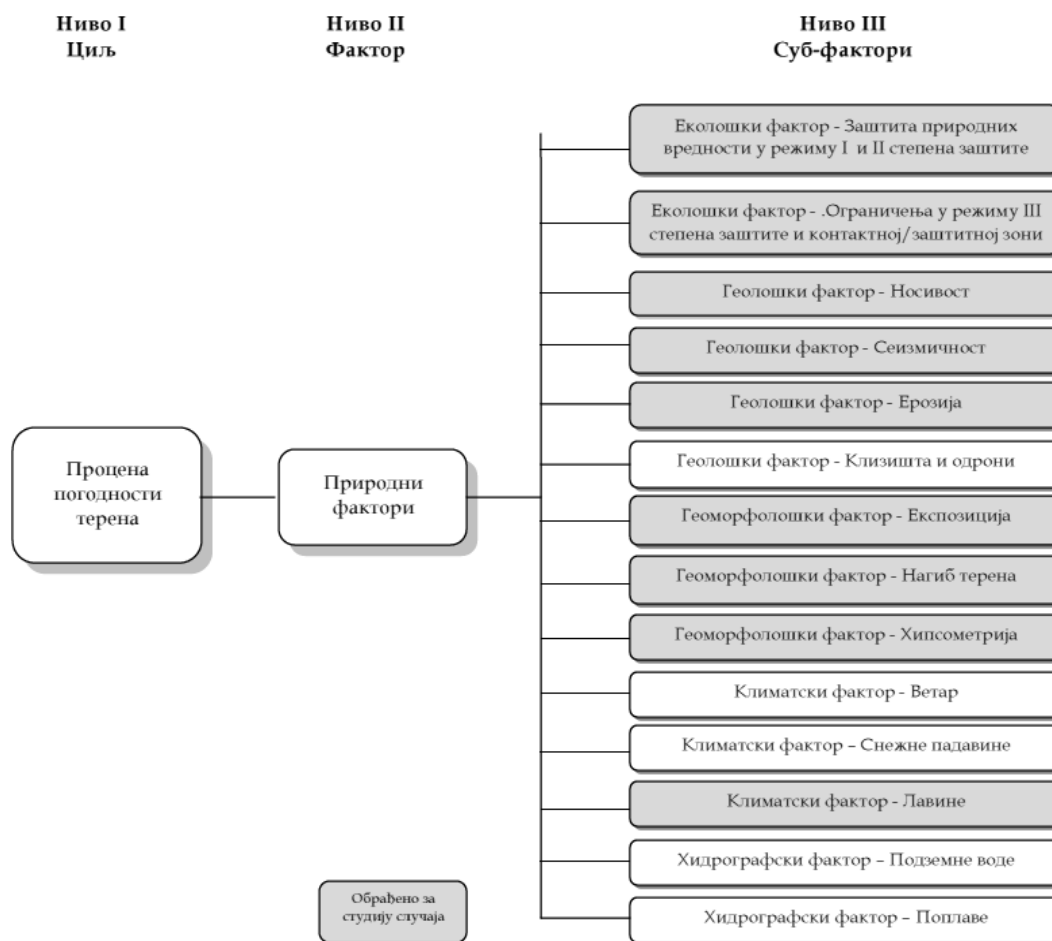 Ниво I
Циљ
Ниво II
Фактор
Ниво III
Суб-фактори
Еколошки фактор - Заштита природних
вредности у режиму I и II степена заштите
Еколошки фактор - .Ограничења у режиму III
степена заштите и контактној/заштитној зони
Геолошки фактор - Носивост
Геолошки фактор - Сеизмичност
Геолошки фактор - Ерозија
Геолошки фактор - Клизишта и одрони
Геоморфолошки фактор - Експозиција
Геоморфолошки фактор - Нагиб терена
Геоморфолошки фактор - Хипсометрија
Климатски фактор - Ветар
Климатски фактор – Снежне падавине
Климатски фактор - Лавине
Хидрографски фактор – Подземне воде
Хидрографски фактор – Поплаве
Процена
погодности
терена
Природни
фактори
Обрађено за
студију случаја